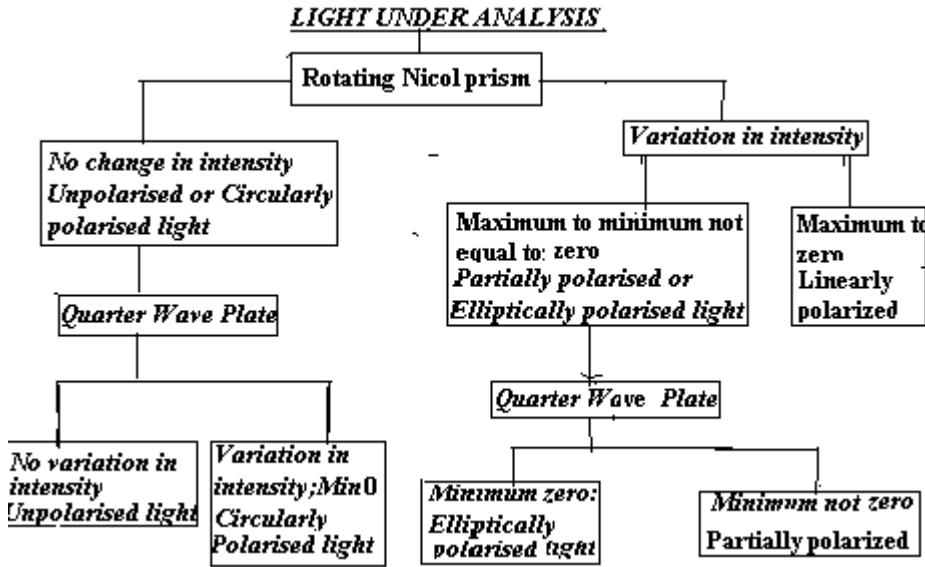 LIGHT UNDER ANALYSIS
Rotating Nicol prism
No change in intensity
Unpolarised or Circularly
polarised light
Variation in intensity
Maximum to minimum not
equal to: zero
Partially polarised or
Elliptically polarised light
Maximum to
zero
Linearly
polarized
Quarter Wave Plate
Quarter Wave Plate
No variation in
intensity
Unpolarised light
Variation in
intensity;Min0
Circularly
Polarised light
Minimum zero:
Elliptically
polarised light
Minimum not zero
Partially polarized